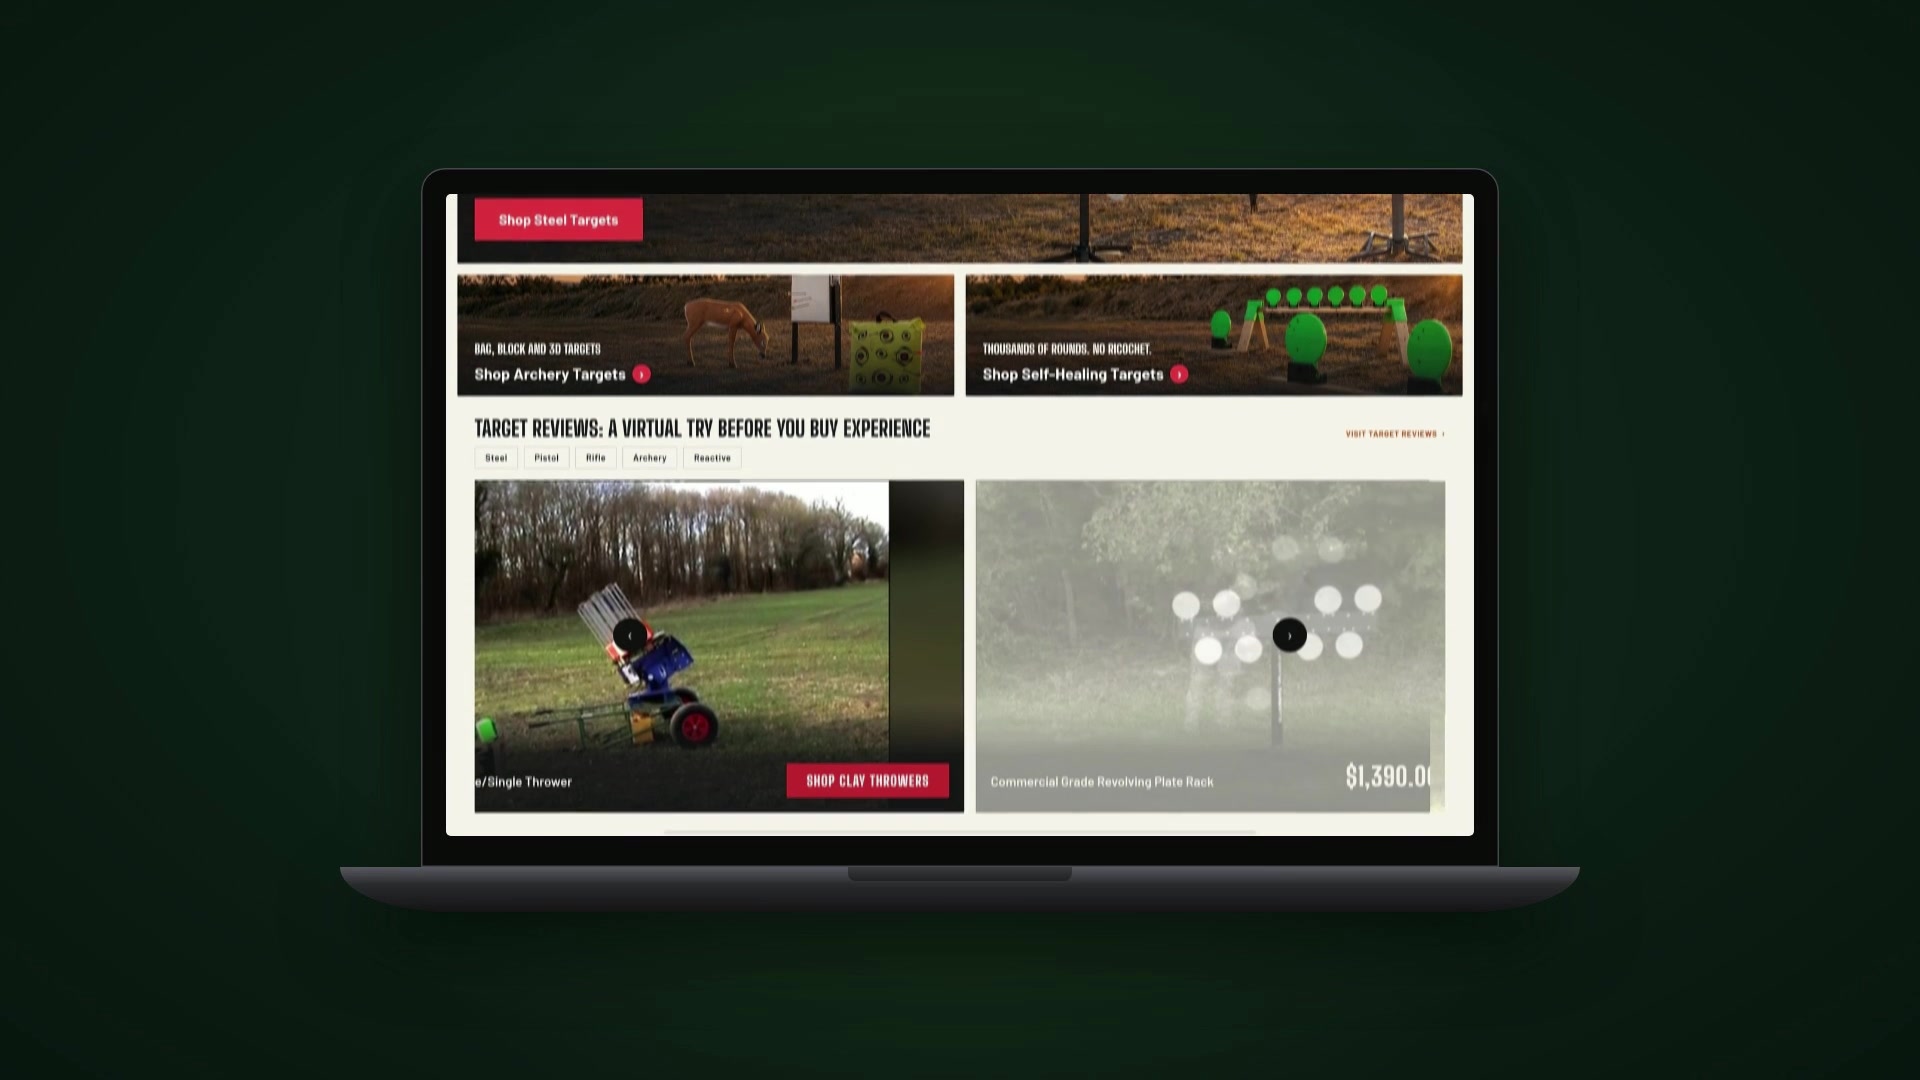 Shop Steel Targets
BAG, BLOCK AND 3D TARGETS
Shop Archery Targets
THOUSANDS OF ROUNDS. NO RICOCHET.
Shop Self-Healing Targets
TARGET REVIEWS: A VIRTUAL TRY BEFORE YOU BUY EXPERIENCE
VISIT TARGET REVIEWS
Steel
Pistol
Rifle
Archery
Reactive
e/Single Thrower
SHOP CLAY THROWERS
Commercial Grade Revolving Plate Rack
$1,390.0